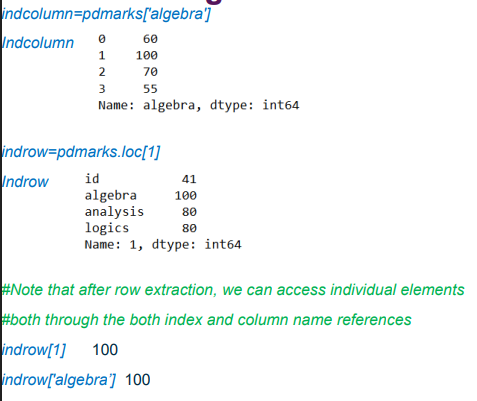 indcolumn=pdmarks['algebra']
Indcolumn 0 60
1 100
2 70
3 55
Name: algebra, dtype: int64
indrow=pdmarks.loc[1]
Indrow id 41
algebra 100
analysis 80
logics 80
Name: 1, dtype: int64
#Note that after row extraction, we can access individual elements
#both through the both index and column name references
indrow[1] 100
indrow['algebra'] 100